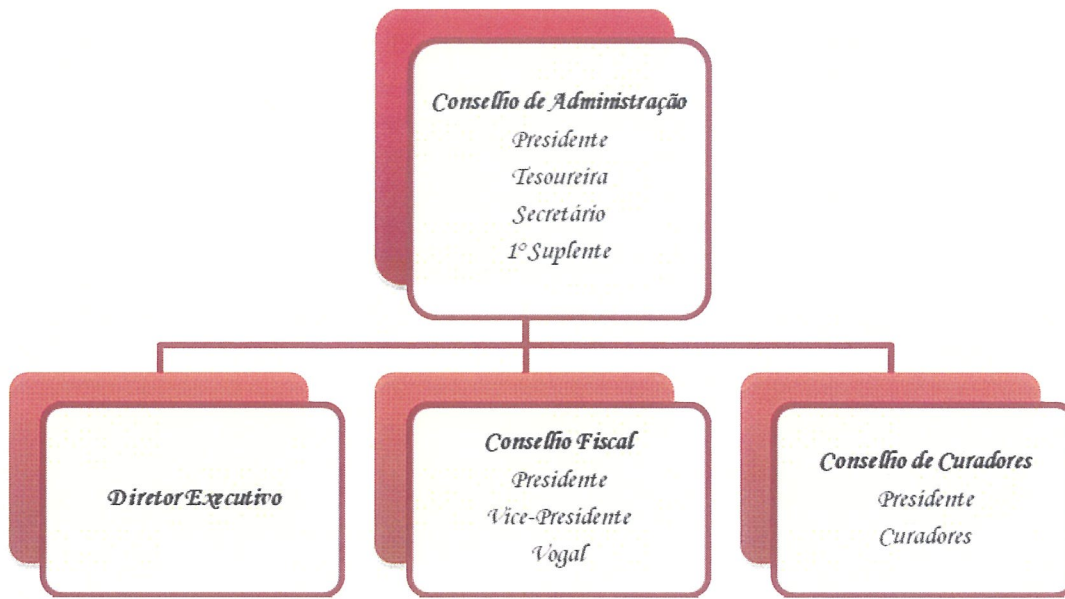 Conselho de Administração
Presidente
Tesoureira
Secretário
1º Suplente
Diretor Executivo
Conselho Fiscal
Presidente
Vice-Presidente
Vogal
Conselho de Curadores
Presidente
Curadores